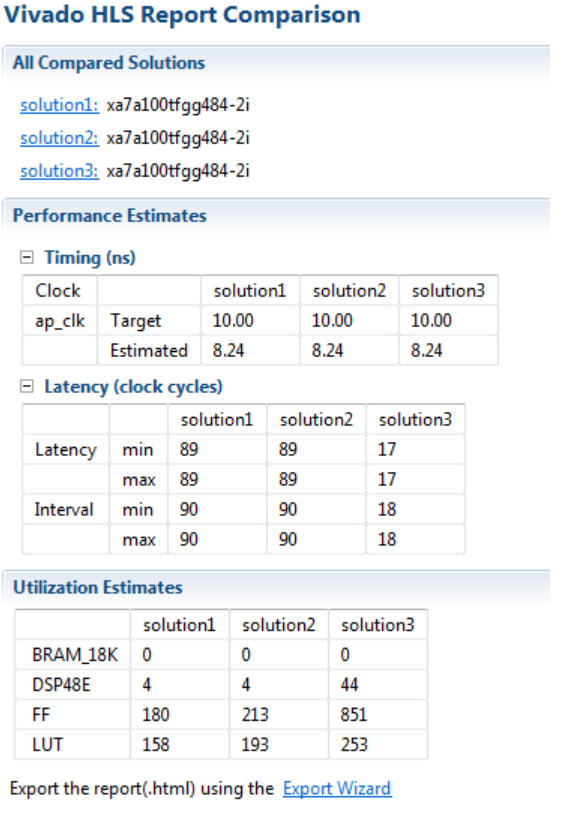 Vivado HLS Report Comparison
All Compared Solutions
solution1: xa7a100tfgg484-2i
solution2: xa7a100tfgg484-2i
solution3: xa7a100tfgg484-2i
Performance Estimates
Timing (ns)
Clock solution1 solution2 solution3
ap_clk Target 10.00 10.00 10.00
Estimated 8.24 8.24 8.24
Latency (clock cycles)
solution1 solution2 solution3
Latency min 89 89 17
max 89 89 17
Interval min 90 90 18
max 90 90 18
Utilization Estimates
solution1 solution2 solution3
BRAM_18K 0 0 0
DSP48E 4 4 44
FF 180 213 851
LUT 158 193 253
Export the report(.html) using the Export Wizard